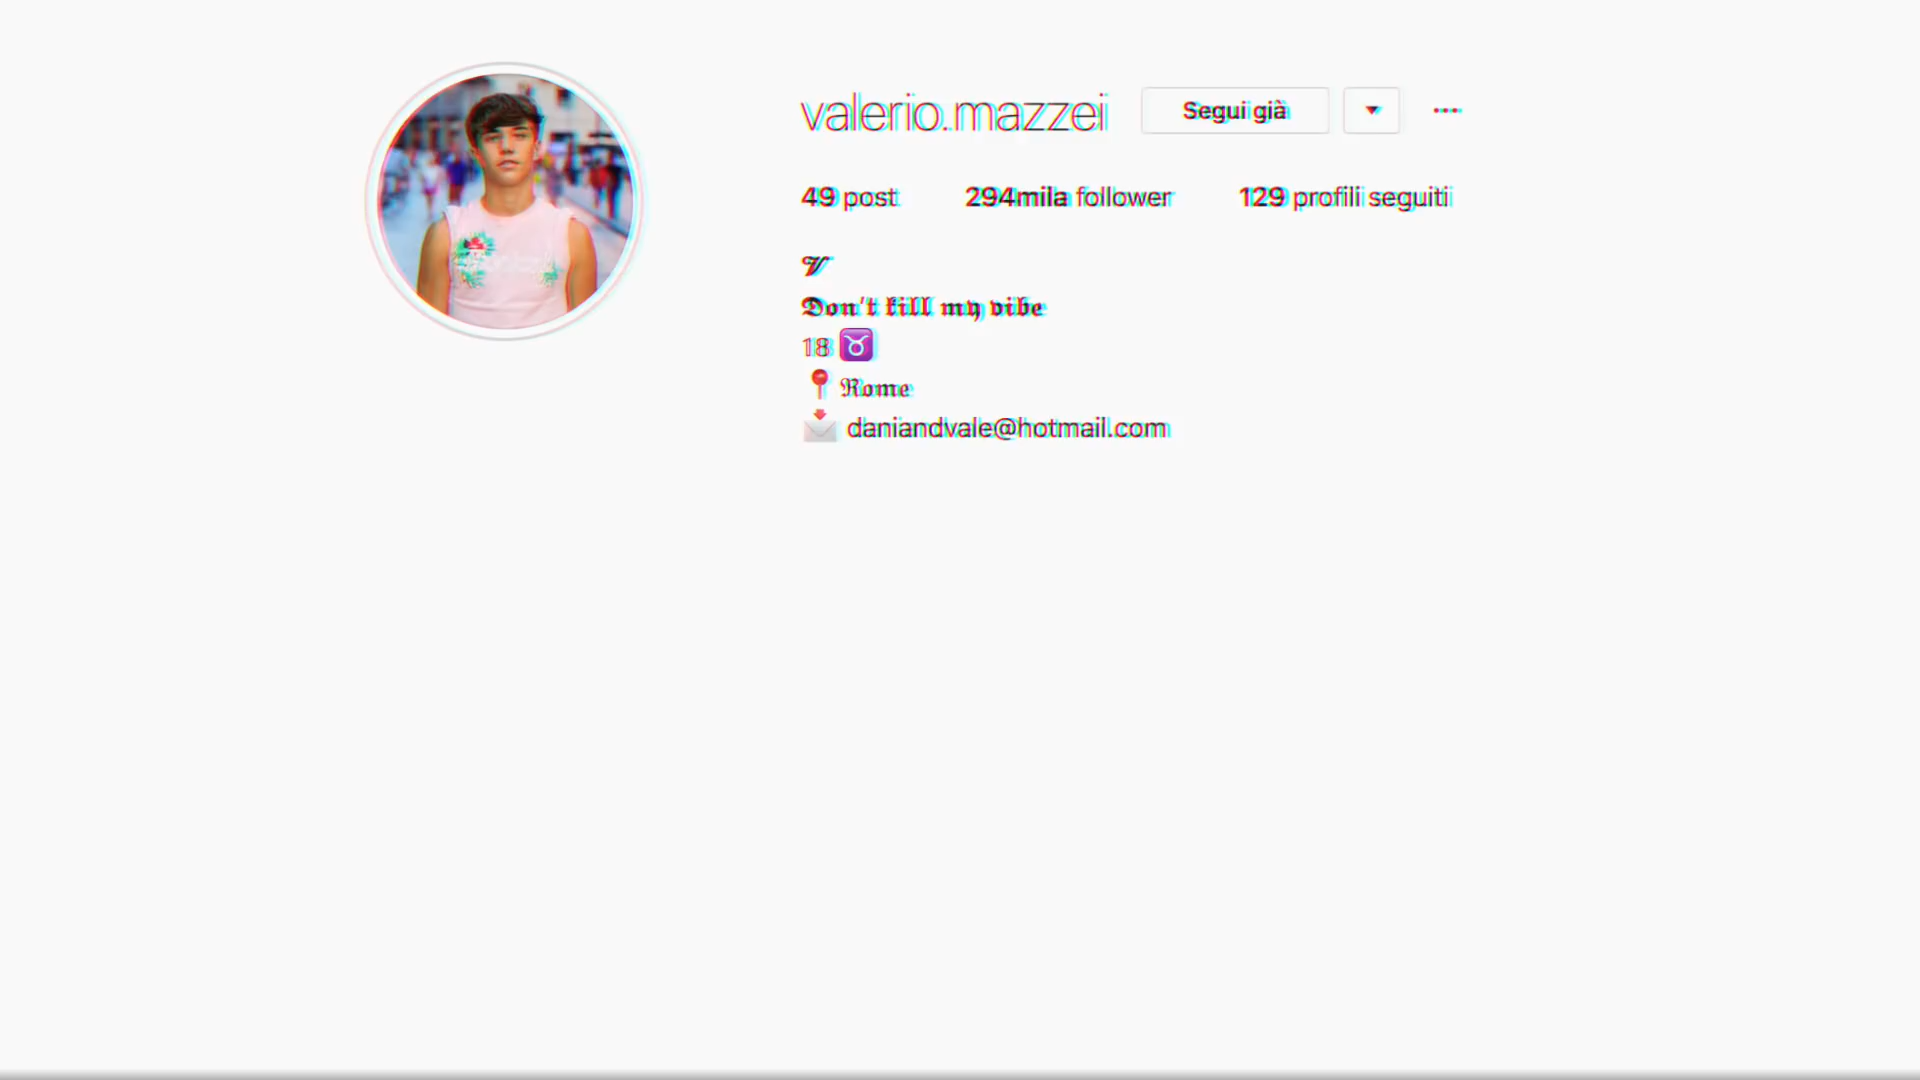 valerio.mazzei Segui già
49 post 294mila follower 129 profili seguiti
𝒱
𝕯𝖔𝖓'𝖙 𝖐𝖎𝖑𝖑 𝖒𝖞 𝖛𝖎𝖇𝖊
18 ♉
📍 𝕽𝖔𝖒𝖊
📩 daniandvale@hotmail.com